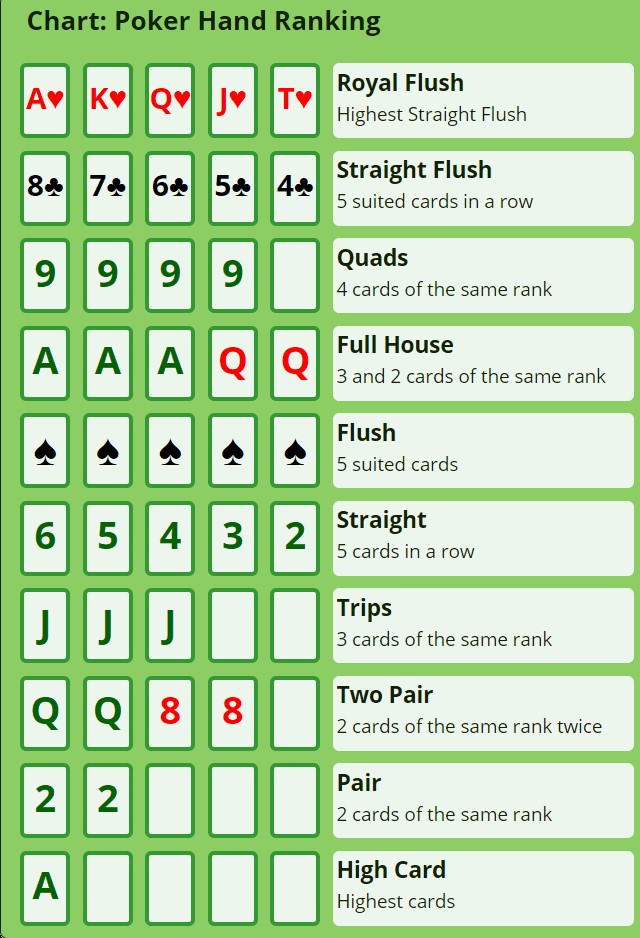 Chart: Poker Hand Ranking
A♥ K♥ Q♥ J♥ T♥ Royal Flush
Highest Straight Flush
8♣ 7♣ 6♣ 5♣ 4♣ Straight Flush
5 suited cards in a row
9 9 9 9 Quads
4 cards of the same rank
A A A Q Q Full House
3 and 2 cards of the same rank
♠ ♠ ♠ ♠ ♠ Flush
5 suited cards
6 5 4 3 2 Straight
5 cards in a row
J J J Trips
3 cards of the same rank
Q Q 8 8 Two Pair
2 cards of the same rank twice
2 2 Pair
2 cards of the same rank
A High Card
Highest cards